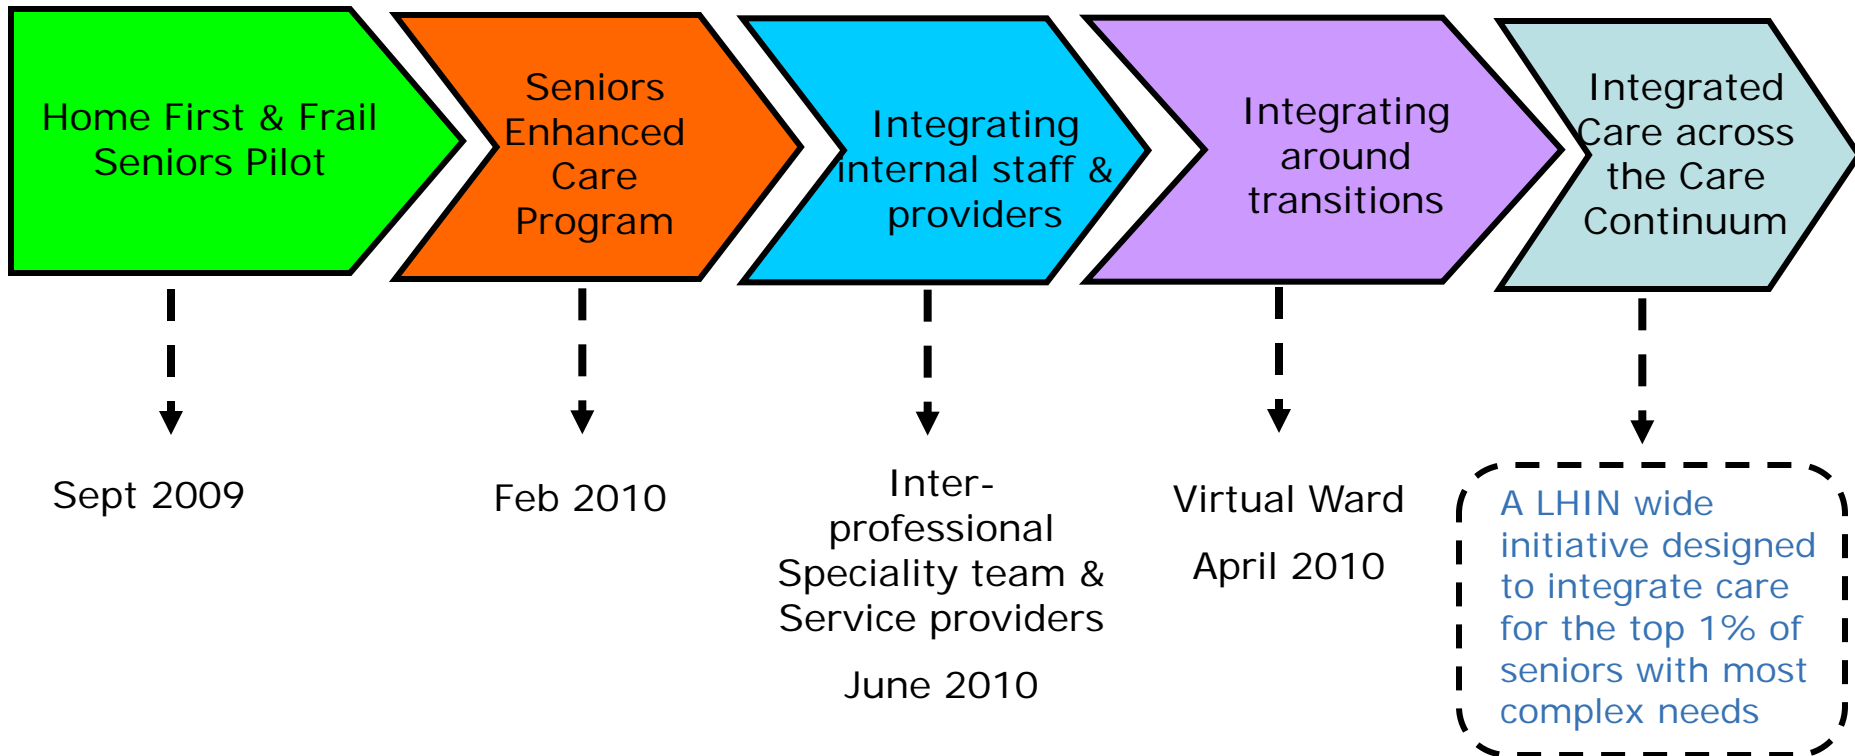 Home First & Frail
Seniors Pilot
Seniors
Enhanced
Care
Program
Integrating
internal staff &
providers
Integrating
around
transitions
Integrated
Care across
the Care
Continuum
Sept 2009
Feb 2010
Inter-
professional
Speciality team &
Service providers
June 2010
Virtual Ward
April 2010
A LHIN wide
initiative designed
to integrate care
for the top 1% of
seniors with most
complex needs